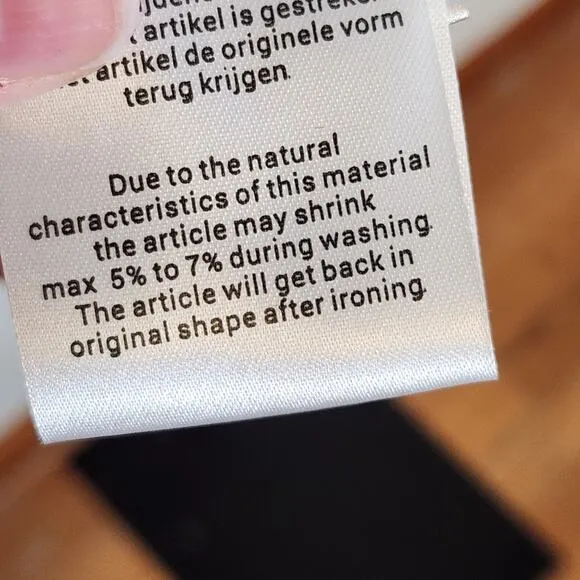 artikel is gestreken
artikel de originele vorm
terug krijgen.
Due to the natural
characteristics of this material
the article may shrink
max 5% to 7% during washing.
The article will get back in
original shape after ironing.